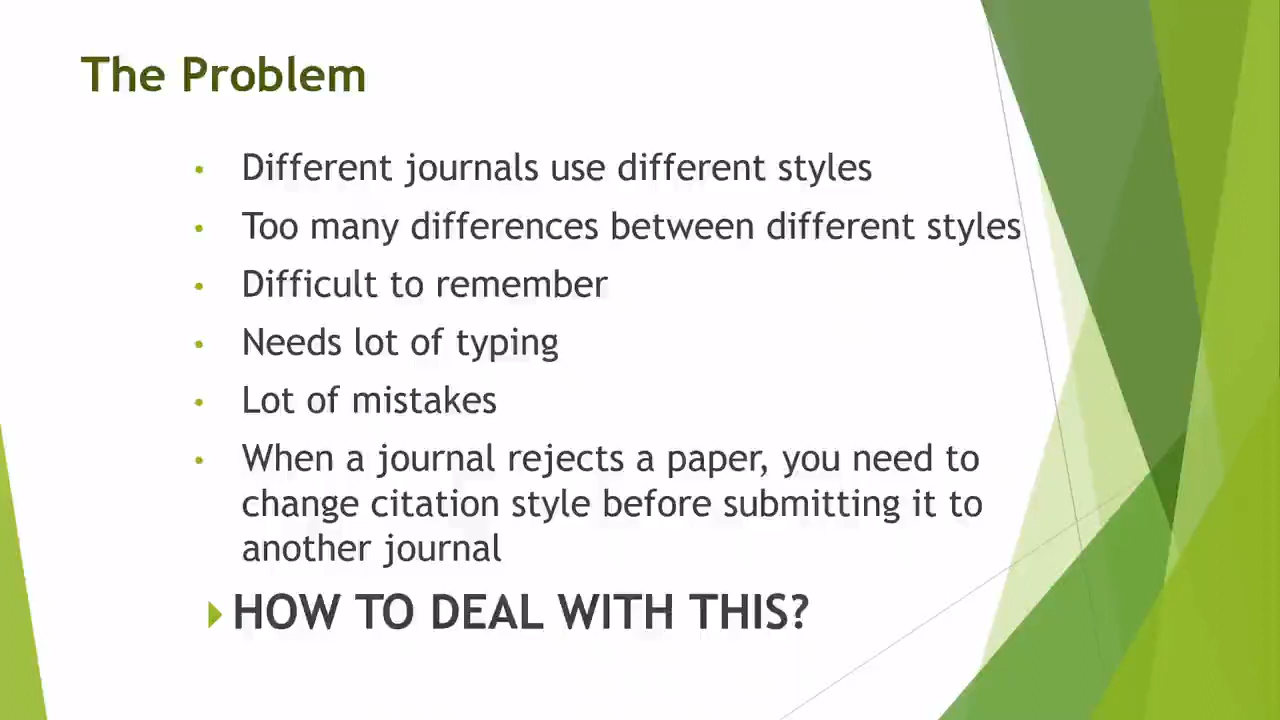 The Problem
• Different journals use different styles
• Too many differences between different styles
• Difficult to remember
• Needs lot of typing
• Lot of mistakes
• When a journal rejects a paper, you need to
change citation style before submitting it to
another journal
HOW TO DEAL WITH THIS?